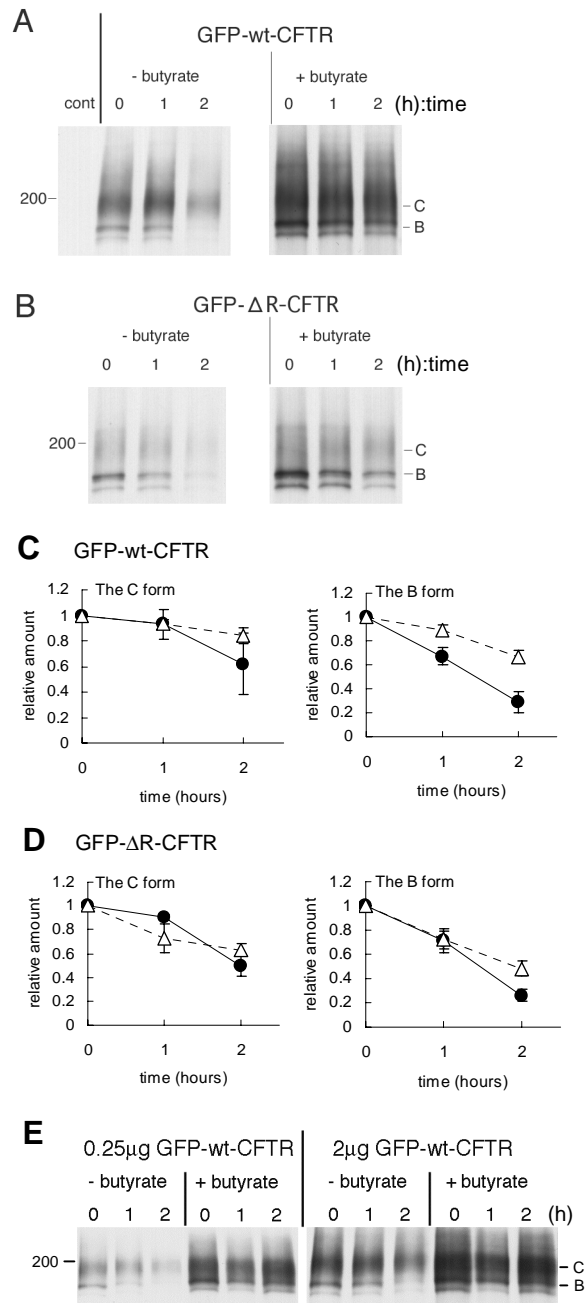 A
GFP-wt-CFTR
- butyrate + butyrate
cont 0 1 2 0 1 2 (h):time
200
C
B
B
GFP-ΔR-CFTR
- butyrate + butyrate
0 1 2 0 1 2 (h):time
200
C
B
C GFP-wt-CFTR
The C form
relative amount
1.2
1
0.8
0.6
0.4
0.2
0
0 1 2
time (hours)
The B form
relative amount
1.2
1
0.8
0.6
0.4
0.2
0
0 1 2
time (hours)
D GFP-ΔR-CFTR
The C form
relative amount
1.2
1
0.8
0.6
0.4
0.2
0
0 1 2
time (hours)
The B form
relative amount
1.2
1
0.8
0.6
0.4
0.2
0
0 1 2
time (hours)
E
0.25μg GFP-wt-CFTR 2μg GFP-wt-CFTR
- butyrate + butyrate - butyrate + butyrate
0 1 2 0 1 2 0 1 2 0 1 2 (h)
200
C
B